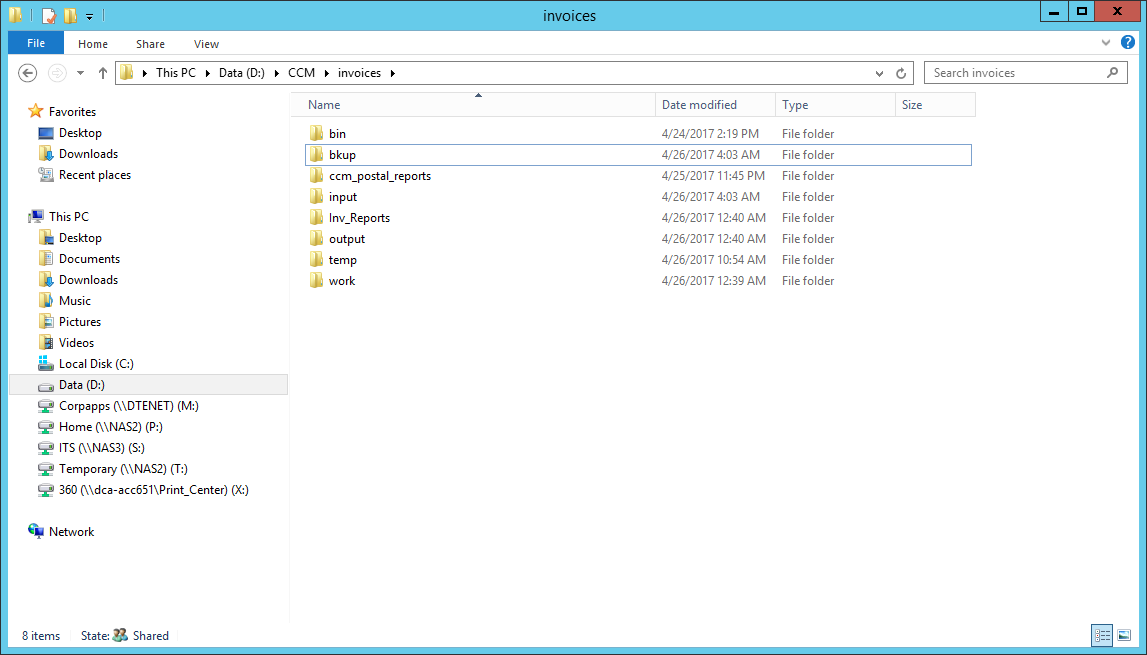 invoices
File Home Share View
This PC Data (D:) CCM invoices
Search invoices
Favorites
Desktop
Downloads
Recent places
This PC
Desktop
Documents
Downloads
Music
Pictures
Videos
Local Disk (C:)
Data (D:)
Corpapps (\\DTENET) (M:)
Home (\\NAS2) (P:)
ITS (\\NAS3) (S:)
Temporary (\\NAS2) (T:)
360 (\\dca-acc651\Print_Center) (X:)
Network
Name Date modified Type Size
bin 4/24/2017 2:19 PM File folder
bkup 4/26/2017 4:03 AM File folder
ccm_postal_reports 4/25/2017 11:45 PM File folder
input 4/26/2017 4:03 AM File folder
Inv_Reports 4/26/2017 12:40 AM File folder
output 4/26/2017 12:40 AM File folder
temp 4/26/2017 10:54 AM File folder
work 4/26/2017 12:39 AM File folder
8 items State: Shared